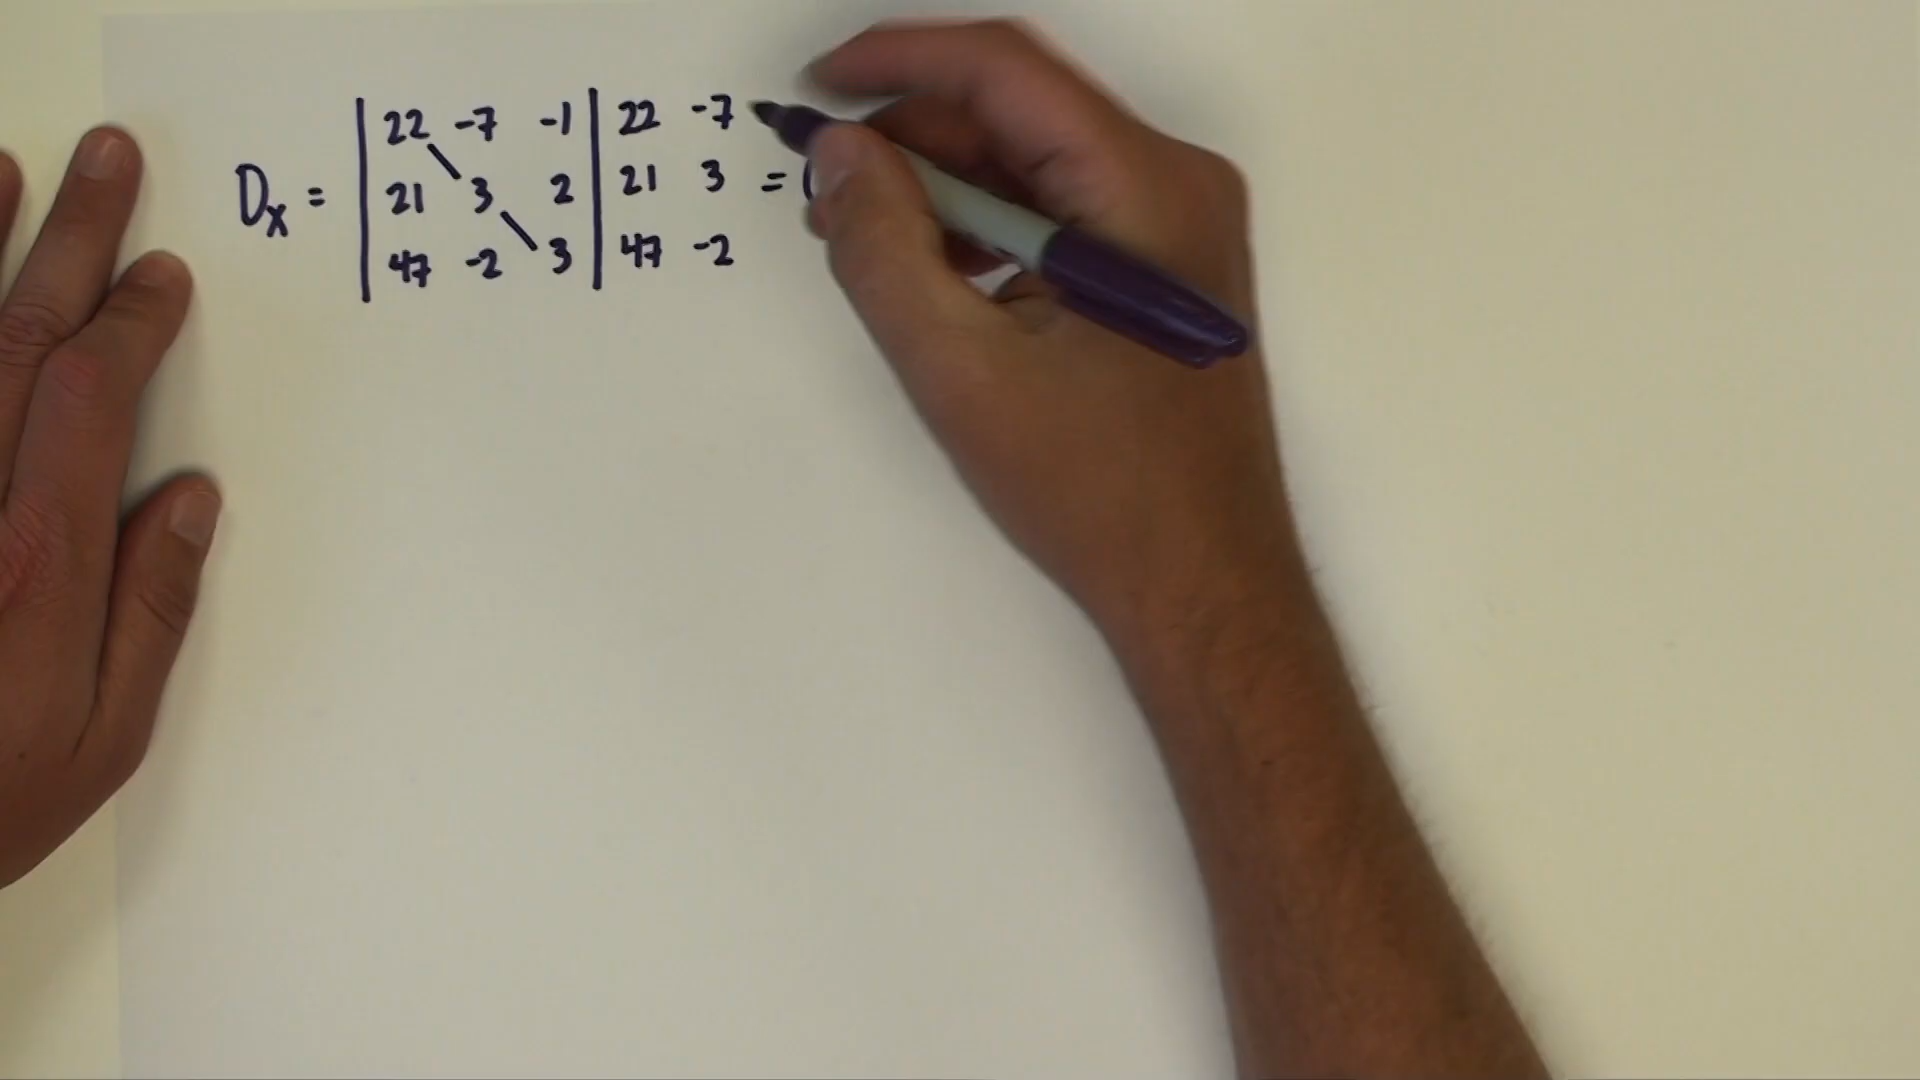 22 -7 -1 22 -7
Dx = 21 3 2 21 3 = (
47 -2 3 47 -2